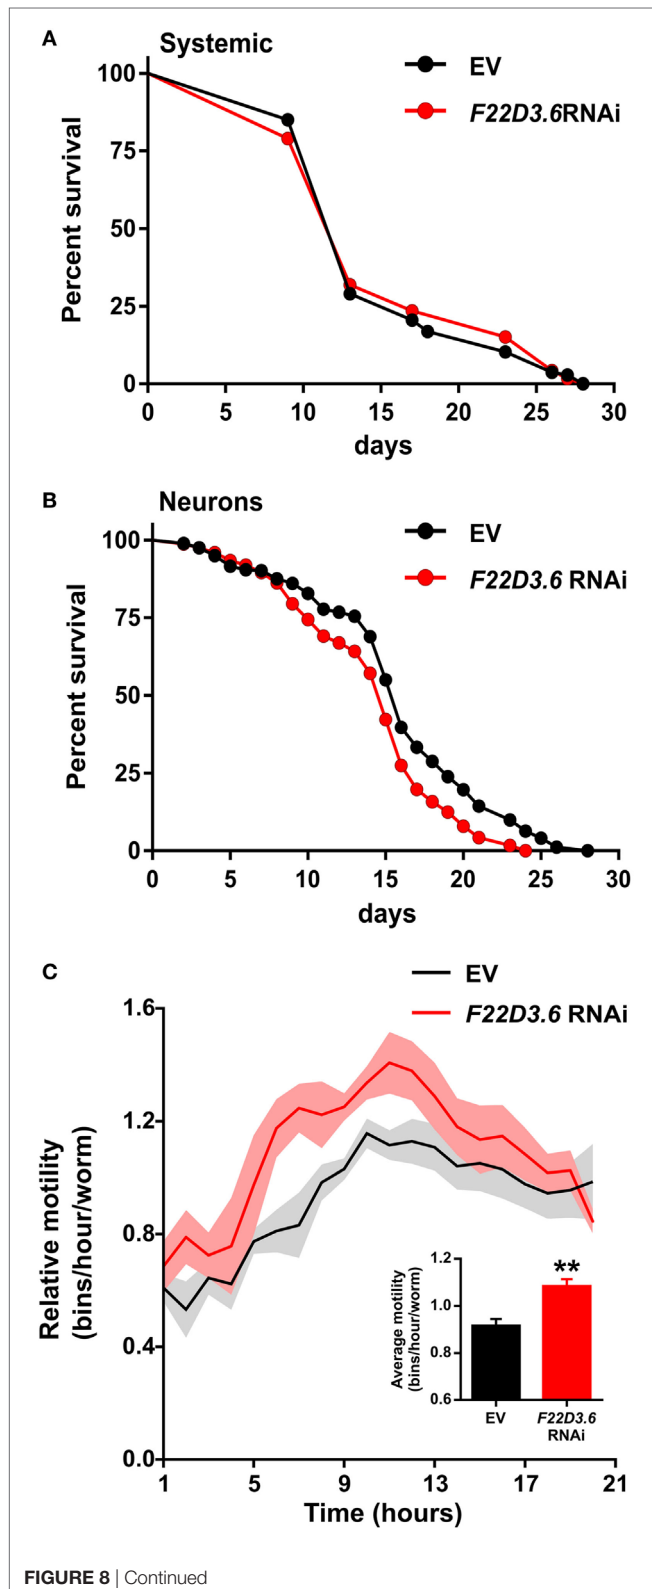 A
Systemic
EV
F22D3.6RNAi
100
75
50
25
0
Percent survival
0 5 10 15 20 25 30
days
B
Neurons
EV
F22D3.6 RNAi
100
75
50
25
0
Percent survival
0 5 10 15 20 25 30
days
C
EV
F22D3.6 RNAi
1.6
1.2
0.8
0.4
0.0
Relative motility
(bins/hour/worm)
1.2
1.0
0.8
0.6
Average motility
(bins/hour/worm)
**
EV
F22D3.6
RNAi
1 5 9 13 17 21
Time (hours)
FIGURE 8 | Continued